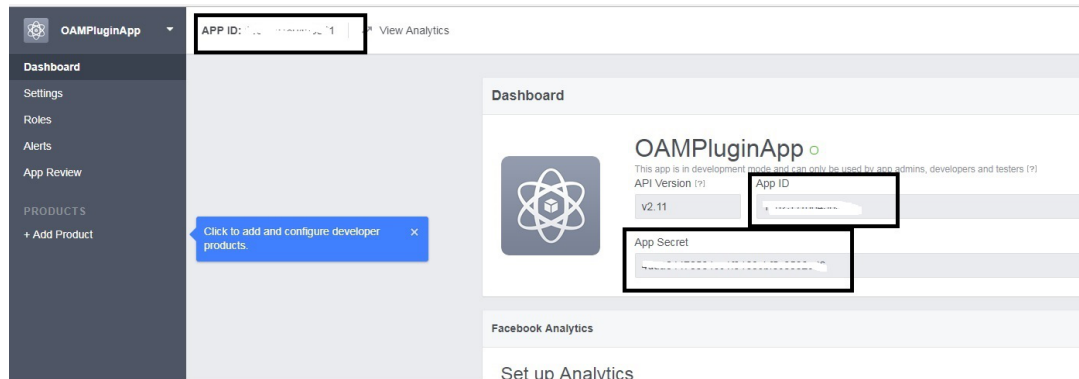 OAMPluginApp
APP ID:
View Analytics
Dashboard
Settings
Roles
Alerts
App Review
PRODUCTS
+ Add Product
Click to add and configure developer
products.
×
Dashboard
OAMPluginApp
This app is in development mode and can only be used by app admins, developers and testers [?]
API Version [?]
App ID
v2.11
App Secret
Facebook Analytics
Set up Analytics